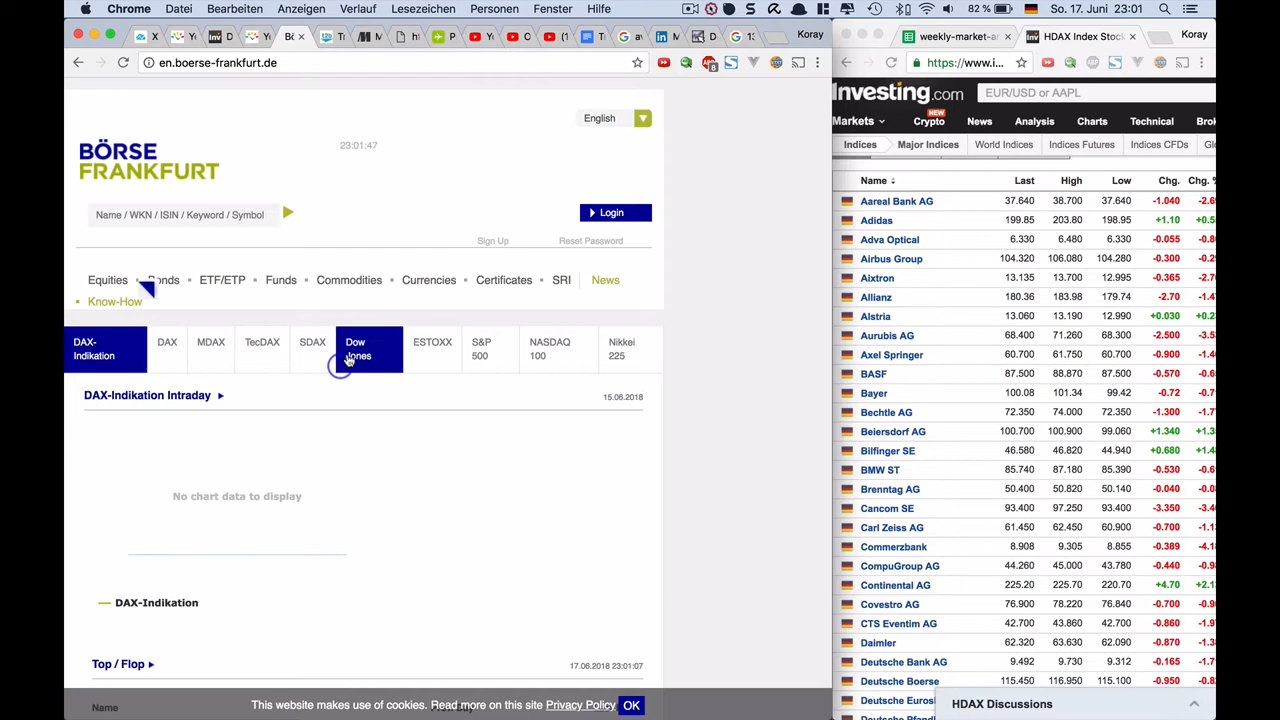 Chrome Datei Bearbeiten Anzeigen Verlauf Lesezeichen Personen Fenster Hilfe 82 % So. 17. Juni 23:01
Koray
en.boerse-frankfurt.de
English
BÖRSE
FRANKFURT
23:01:47
Name / WKN / ISIN / Keyword / Symbol
Login
Sign Up Reset Password
Equities ETF/ETP Funds Commodities Currencies Certificates SRI News
Know-How
DAX-
Indikation
DAX
MDAX
TecDAX
SDAX
Dow
Jones
ESTOXX
S&P
500
NASDAQ
100
Nikkei
225
DAX-Indikation Intraday 15.06.2018
No chart data to display
DAX-Indikation
Top / Flop 17.06.2018 23:01:07
Name
This website makes use of cookies. Read more on this site Privacy Policy OK
weekly-market-ar
HDAX Index Stock
Koray
https://www.i...
Investing.com
EUR/USD or AAPL
NEW
Markets Crypto News Analysis Charts Technical Brok
Indices Major Indices World Indices Indices Futures Indices CFDs
Name Last High Low Chg. Chg. %
Aareal Bank AG 37.640 38.700 37.640 -1.040
Adidas 199.85 203.80 198.95 +1.10
Adva Optical 6.330 6.480 6.330 -0.055
Airbus Group 104.320 106.080 104.280 -0.300
Aixtron 13.135 13.700 12.995 -0.365
Allianz 180.36 183.98 179.74 -2.70
Alstria 13.060 13.190 12.990 +0.030
Aurubis AG 68.400 71.260 68.300 -2.500
Axel Springer 60.700 61.750 60.700 -0.900
BASF 87.500 88.870 87.500 -0.570
Bayer 100.08 101.34 99.42 -0.72
Bechtle AG 72.350 74.000 72.350 -1.300
Beiersdorf AG 100.700 100.900 99.060 +1.340
Bilfinger SE 46.580 46.820 44.940 +0.680
BMW ST 85.740 87.180 85.390 -0.530
Brenntag AG 50.400 50.820 50.140 -0.040
Cancom SE 93.400 97.250 93.400 -3.350
Carl Zeiss AG 61.450 62.450 60.900 -0.700
Commerzbank 8.908 9.305 8.855 -0.389
CompuGroup AG 44.260 45.000 43.780 -0.440
Continental AG 225.20 225.70 220.70 +4.70
Covestro AG 76.900 78.220 76.840 -0.700
CTS Eventim AG 42.700 43.860 42.700 -0.860
Daimler 62.320 63.630 62.090 -0.870
Deutsche Bank AG 9.492 9.730 9.312 -0.165
Deutsche Boerse 115.450 116.950 115.100 -0.950
HDAX Discussions